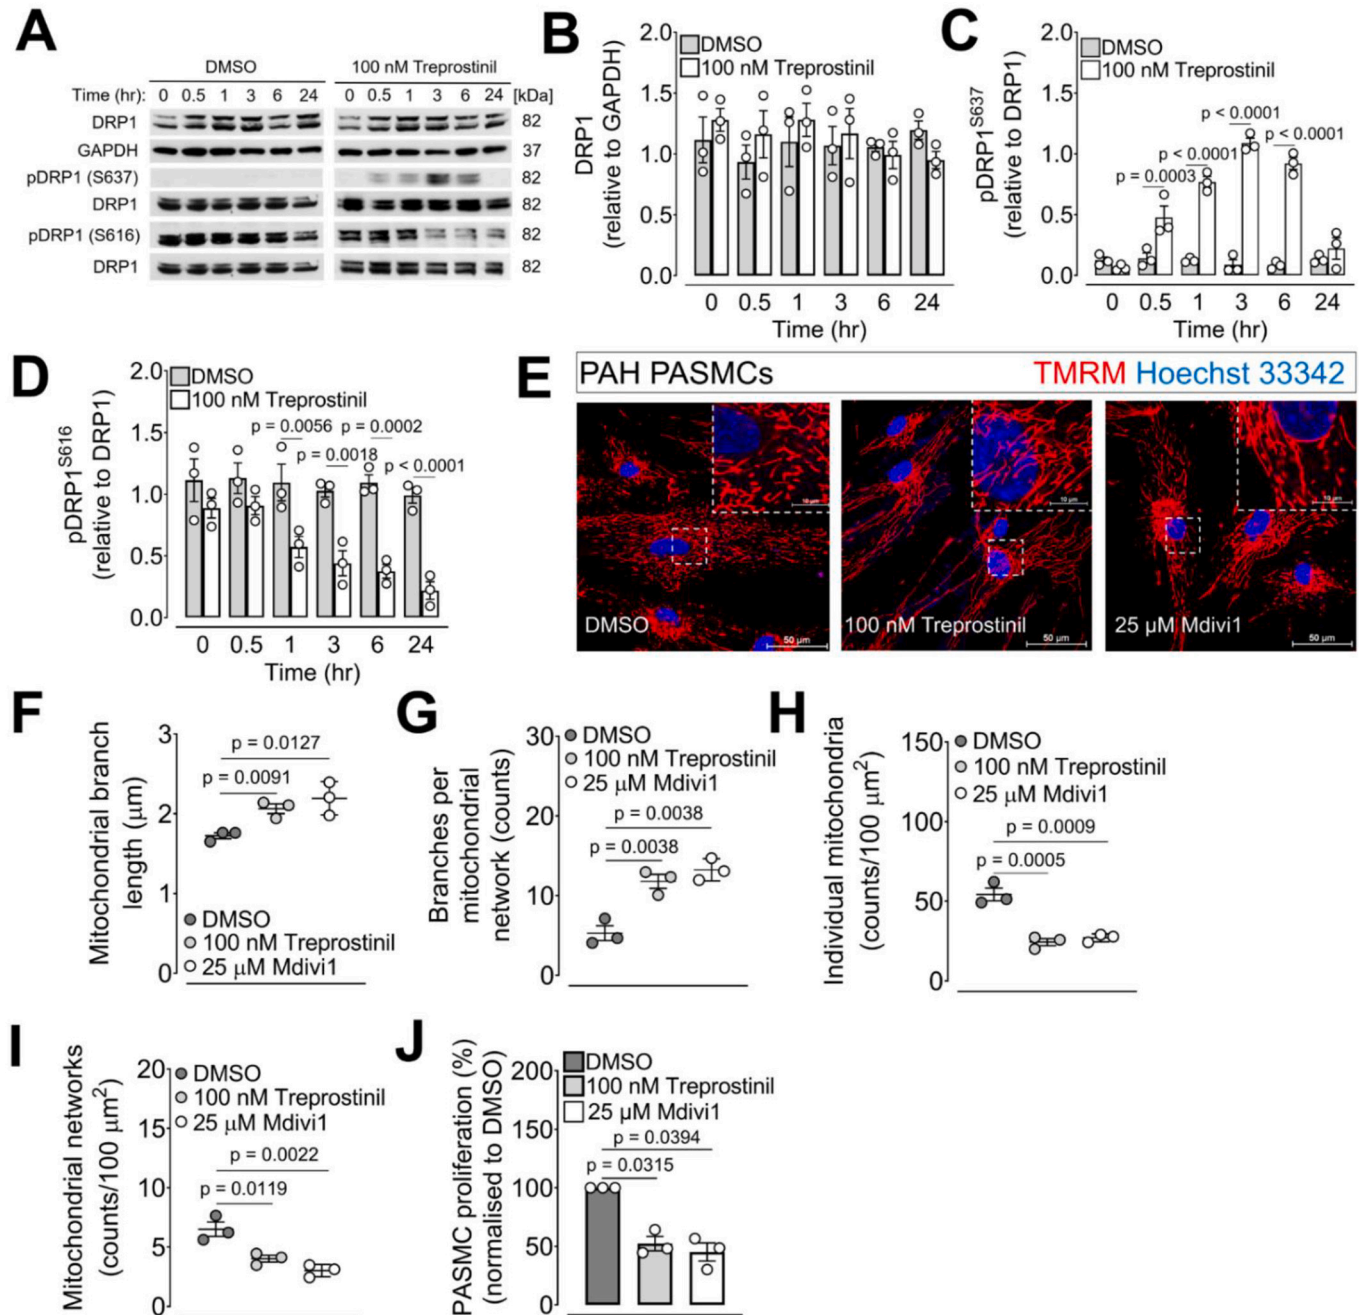 A
DMSO
100 nM Treprostinil
Time (hr): 0 0.5 1 3 6 24 0 0.5 1 3 6 24 [kDa]
DRP1 82
GAPDH 37
pDRP1 (S637) 82
DRP1 82
pDRP1 (S616) 82
DRP1 82
B
DRP1
(relative to GAPDH)
2.0
1.5
1.0
0.5
0.0
DMSO
100 nM Treprostinil
0 0.5 1 3 6 24
Time (hr)
C
pDRP1S637
(relative to DRP1)
2.0
1.5
1.0
0.5
0.0
DMSO
100 nM Treprostinil
p < 0.0001
p < 0.0001
p < 0.0001
p = 0.0003
0 0.5 1 3 6 24
Time (hr)
D
pDRP1S616
(relative to DRP1)
2.0
1.5
1.0
0.5
0.0
DMSO
100 nM Treprostinil
p = 0.0056 p = 0.0002
p = 0.0018
p < 0.0001
0 0.5 1 3 6 24
Time (hr)
E
PAH PASMCs TMRM Hoechst 33342
10 µm
10 µm
10 µm
DMSO
50 µm
100 nM Treprostinil
50 µm
25 µM Mdivi1
50 µm
F
Mitochondrial branch
length (µm)
3
2
1
0
p = 0.0127
p = 0.0091
DMSO
100 nM Treprostinil
25 µM Mdivi1
G
Branches per
mitochondrial
network (counts)
30
20
10
0
DMSO
100 nM Treprostinil
25 µM Mdivi1
p = 0.0038
p = 0.0038
H
Individual mitochondria
(counts/100 µm2)
150
100
50
0
DMSO
100 nM Treprostinil
25 µM Mdivi1
p = 0.0009
p = 0.0005
I
Mitochondrial networks
(counts/100 µm2)
20
15
10
5
0
DMSO
100 nM Treprostinil
25 µM Mdivi1
p = 0.0022
p = 0.0119
J
PASMC proliferation (%)
(normalised to DMSO)
200
150
100
50
0
DMSO
100 nM Treprostinil
25 µM Mdivi1
p = 0.0394
p = 0.0315